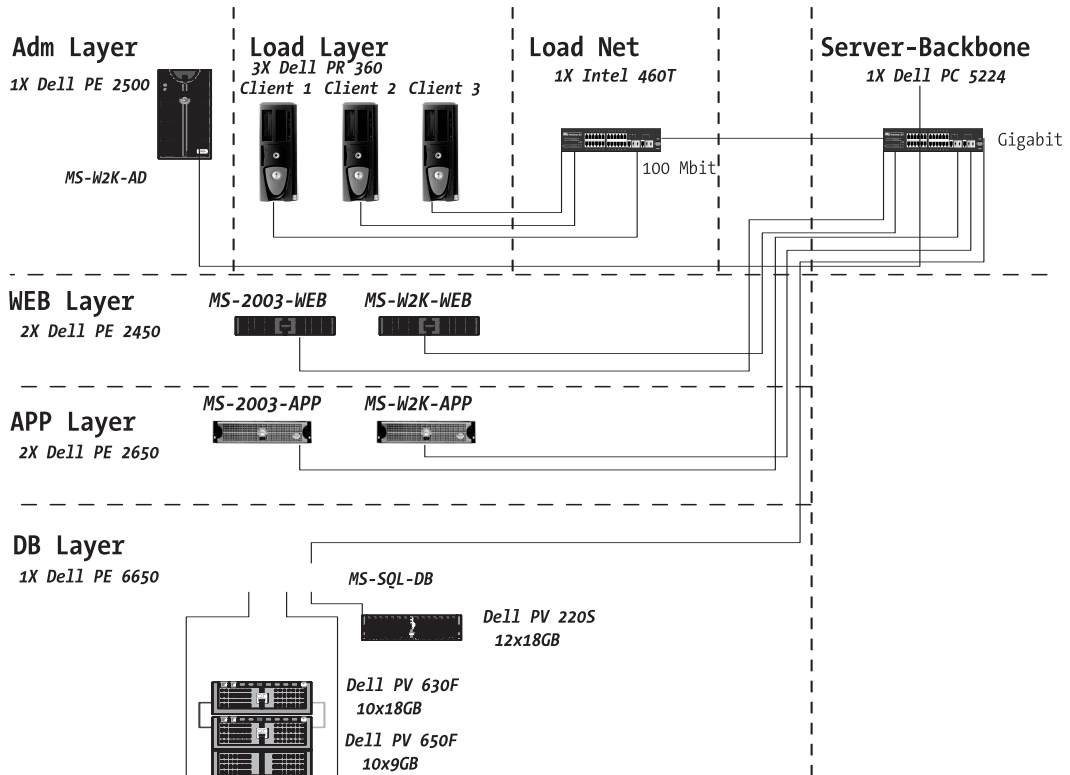 Adm Layer
1X Dell PE 2500
MS-W2K-AD
Load Layer
3X Dell PR 360
Client 1 Client 2 Client 3
Load Net
1X Intel 460T
100 Mbit
Server-Backbone
1X Dell PC 5224
Gigabit
WEB Layer
2X Dell PE 2450
MS-2003-WEB
MS-W2K-WEB
APP Layer
2X Dell PE 2650
MS-2003-APP
MS-W2K-APP
DB Layer
1X Dell PE 6650
MS-SQL-DB
Dell PV 220S
12x18GB
Dell PV 630F
10x18GB
Dell PV 650F
10x9GB